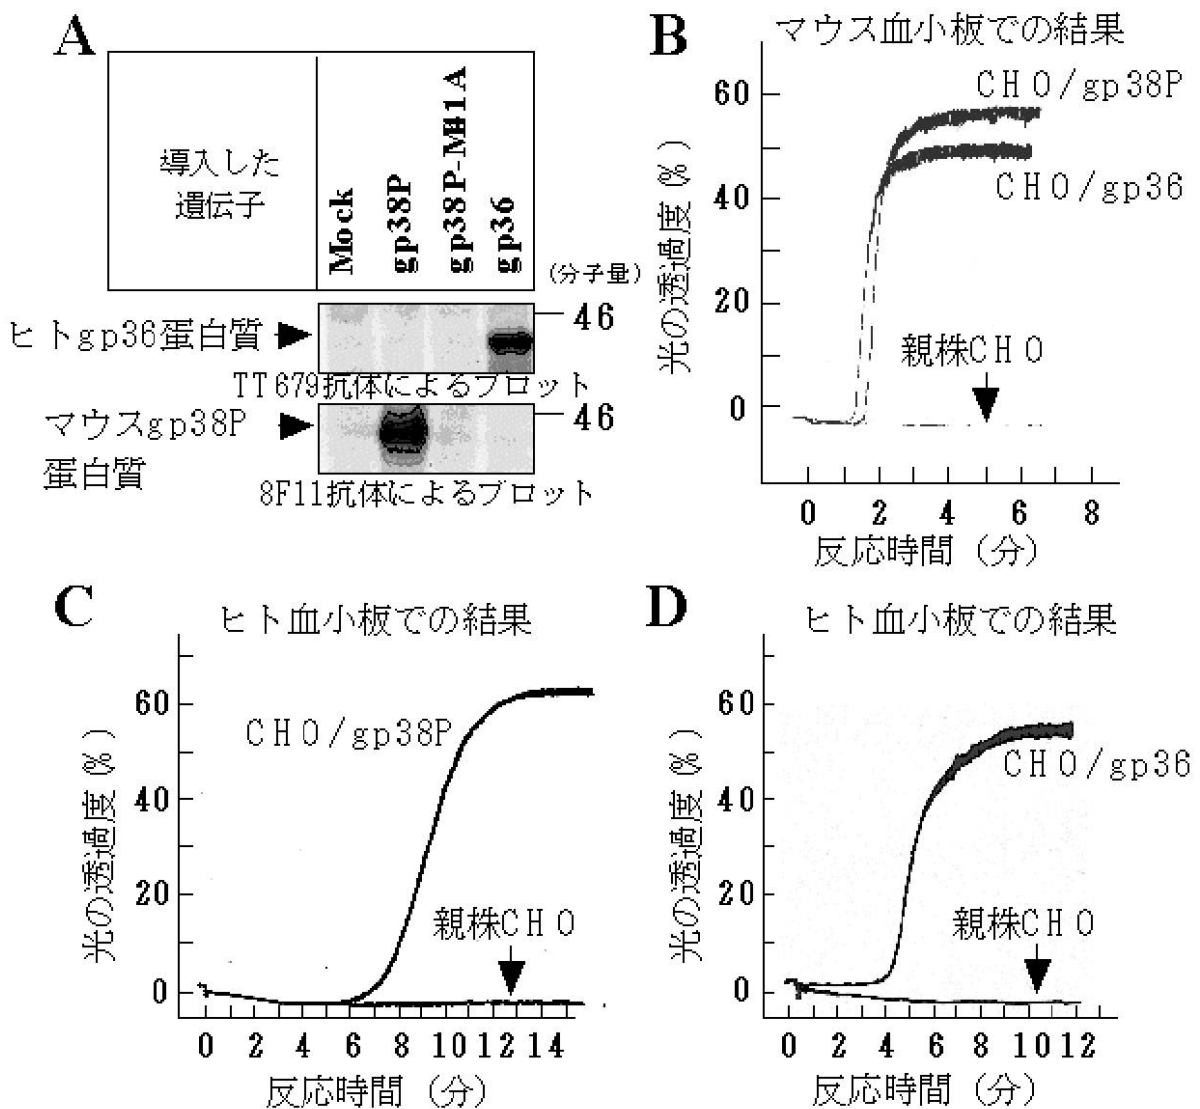 A
導入した
遺伝子
Mock
gp38P
gp38P-M41A
gp36
(分子量)
ヒトgp36蛋白質
46
TT679抗体によるブロット
マウスgp38P
蛋白質
46
8F11抗体によるブロット
B
マウス血小板での結果
CHO/gp38P
CHO/gp36
親株CHO
光の透過度(%)
60
40
20
0
0 2 4 6 8
反応時間(分)
C
ヒト血小板での結果
CHO/gp38P
親株CHO
光の透過度(%)
60
40
20
0
0 2 4 6 8 10 12 14
反応時間(分)
D
ヒト血小板での結果
CHO/gp36
親株CHO
光の透過度(%)
60
40
20
0
0 2 4 6 8 10 12
反応時間(分)